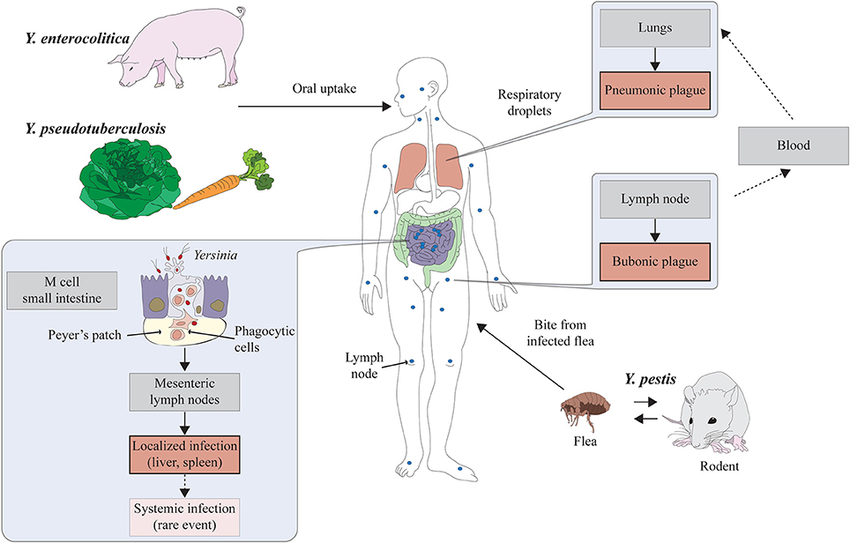 Y. enterocolitica
Oral uptake
Y. pseudotuberculosis
Respiratory
droplets
Lungs
Pneumonic plague
Blood
Lymph node
Bubonic plague
Yersinia
M cell
small intestine
Peyer's patch
Phagocytic
cells
Mesenteric
lymph nodes
Localized infection
(liver, spleen)
Systemic infection
(rare event)
Lymph
node
Bite from
infected flea
Y. pestis
Flea
Rodent